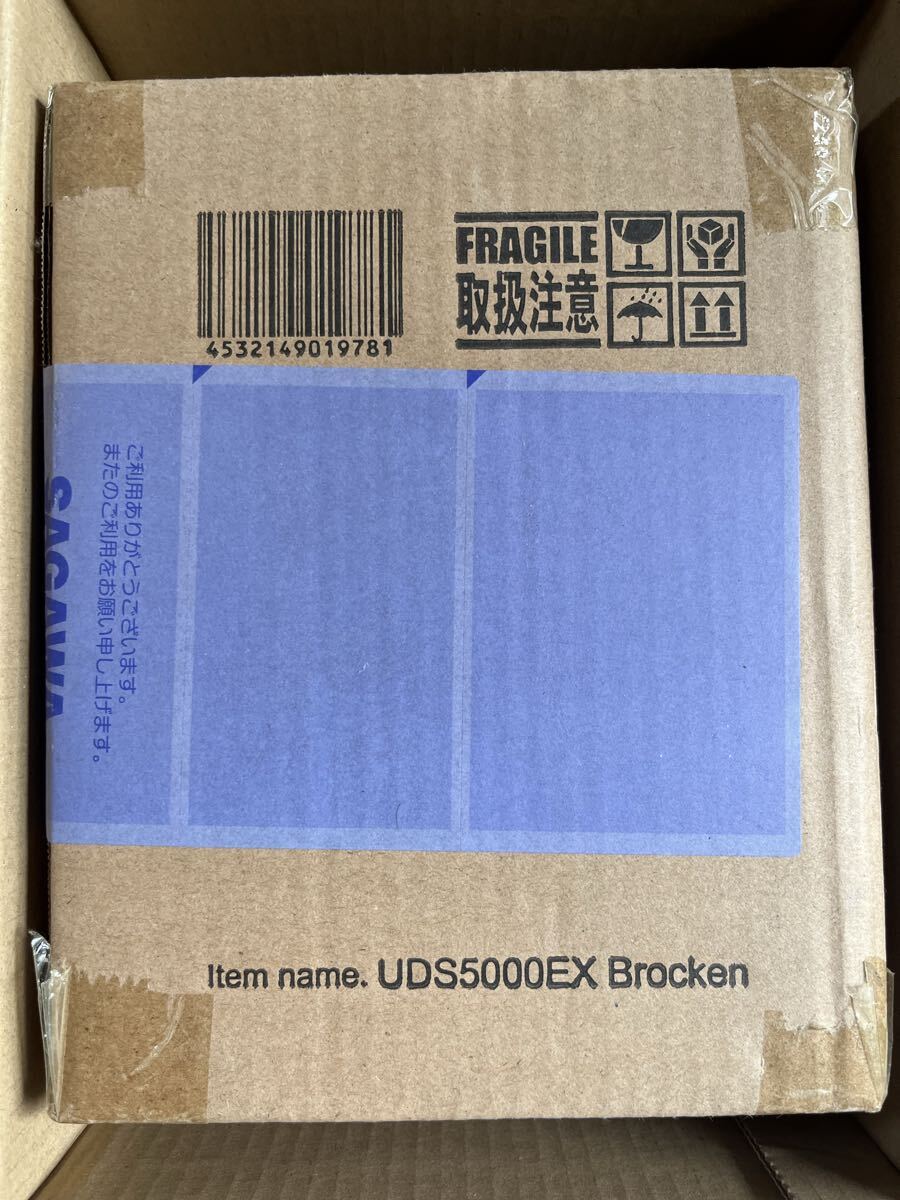 FRAGILE
取扱注意
4532149019781
ご利用ありがとうございます。
またのご利用をお願い申し上げます。
SAGAWA
Item name. UDS5000EX Brocken